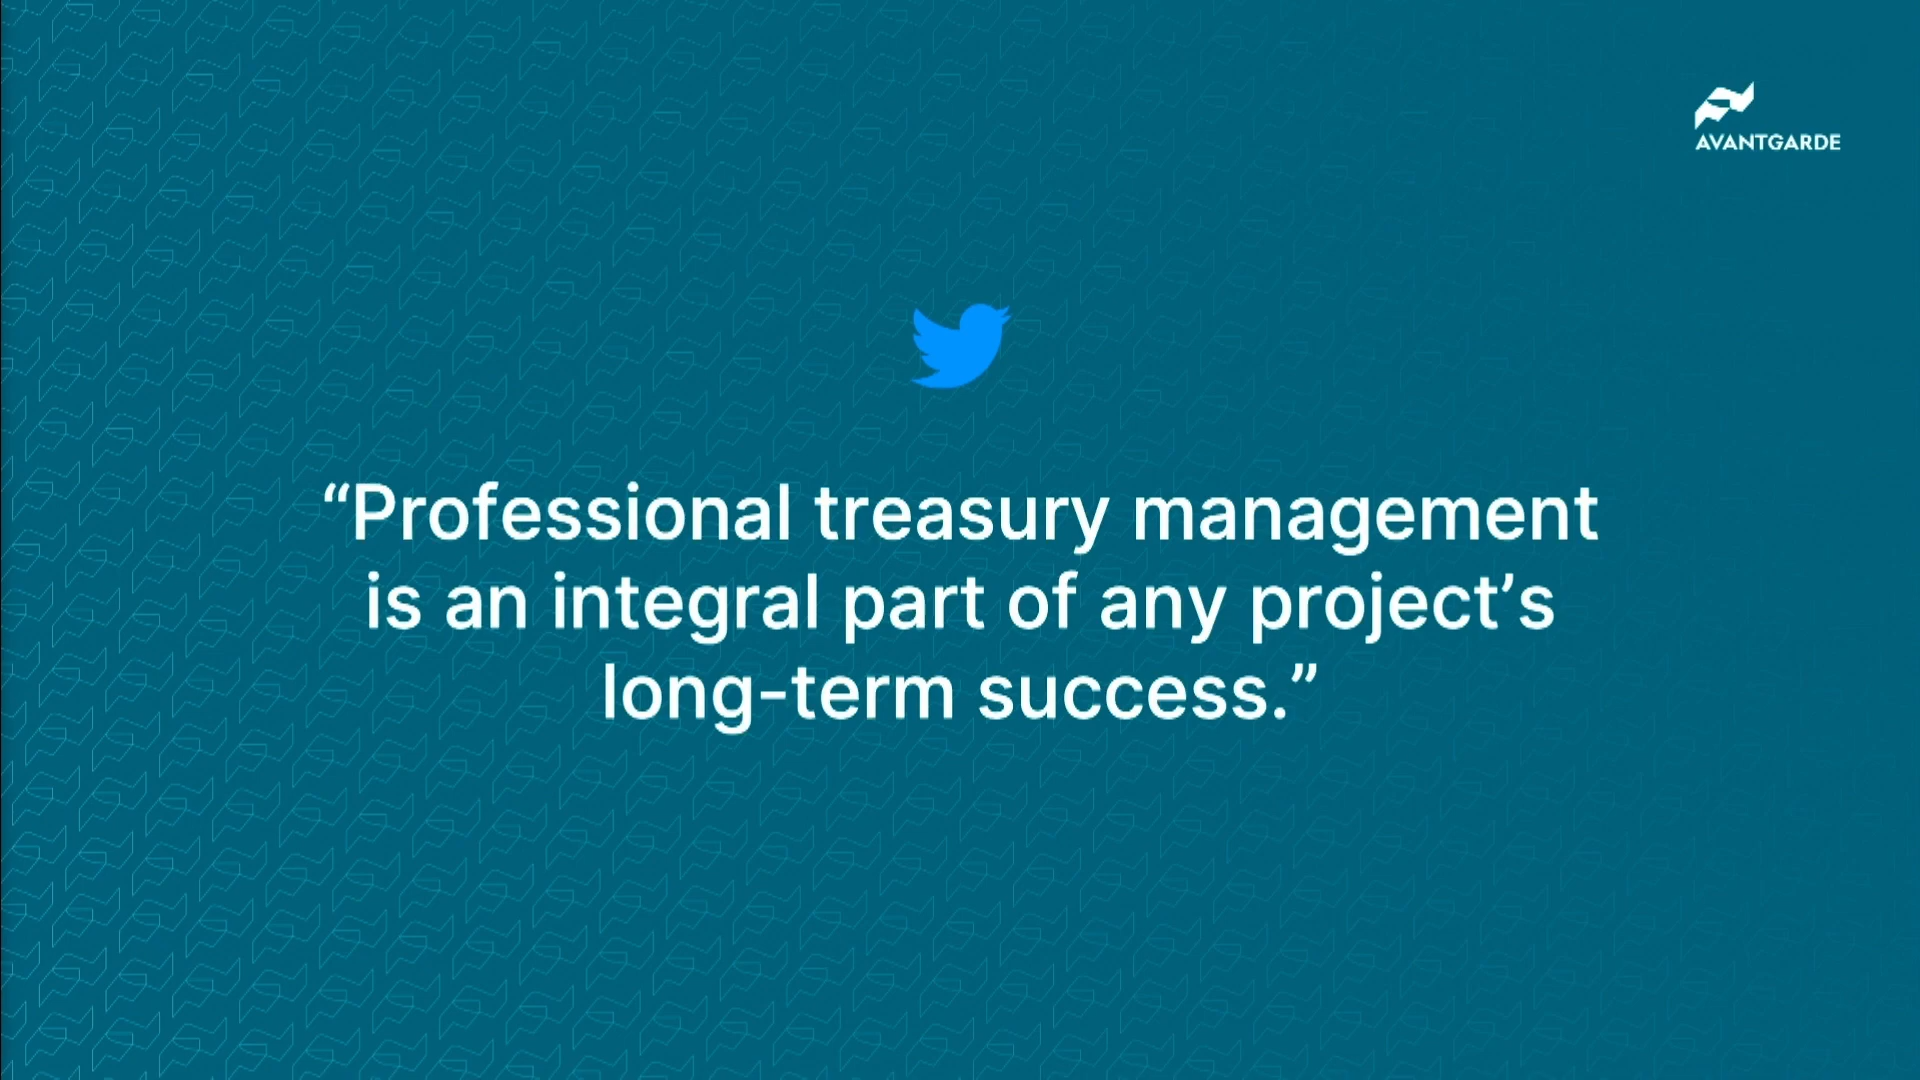 AVANTGARDE
“Professional treasury management
is an integral part of any project’s
long-term success.”